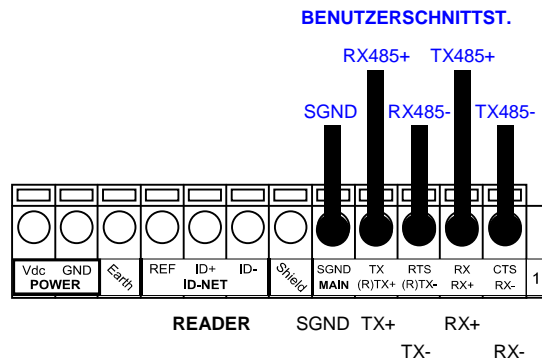 BENUTZERSCHNITTST.
RX485+ TX485+
SGND RX485- TX485-
Vdc GND Earth REF ID+ ID- Shield SGND TX RTS RX CTS 1
POWER ID-NET MAIN (R)TX+ (R)TX- RX+ RX-
READER SGND TX+ RX+
TX- RX-